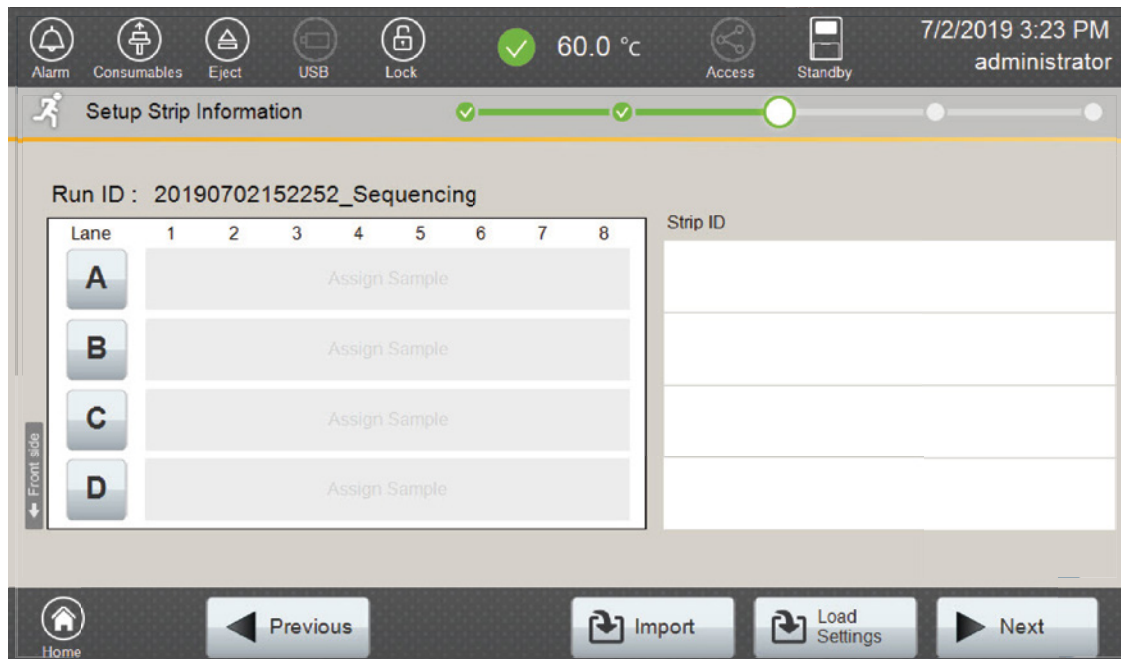 7/2/2019 3:23 PM
60.0 °C
administrator
Alarm Consumables Eject USB Lock Access Standby
Setup Strip Information
Run ID : 20190702152252_Sequencing
Lane 1 2 3 4 5 6 7 8 Strip ID
A Assign Sample
B Assign Sample
C Assign Sample
D Assign Sample
Front side
Previous Import Load Settings Next
Home